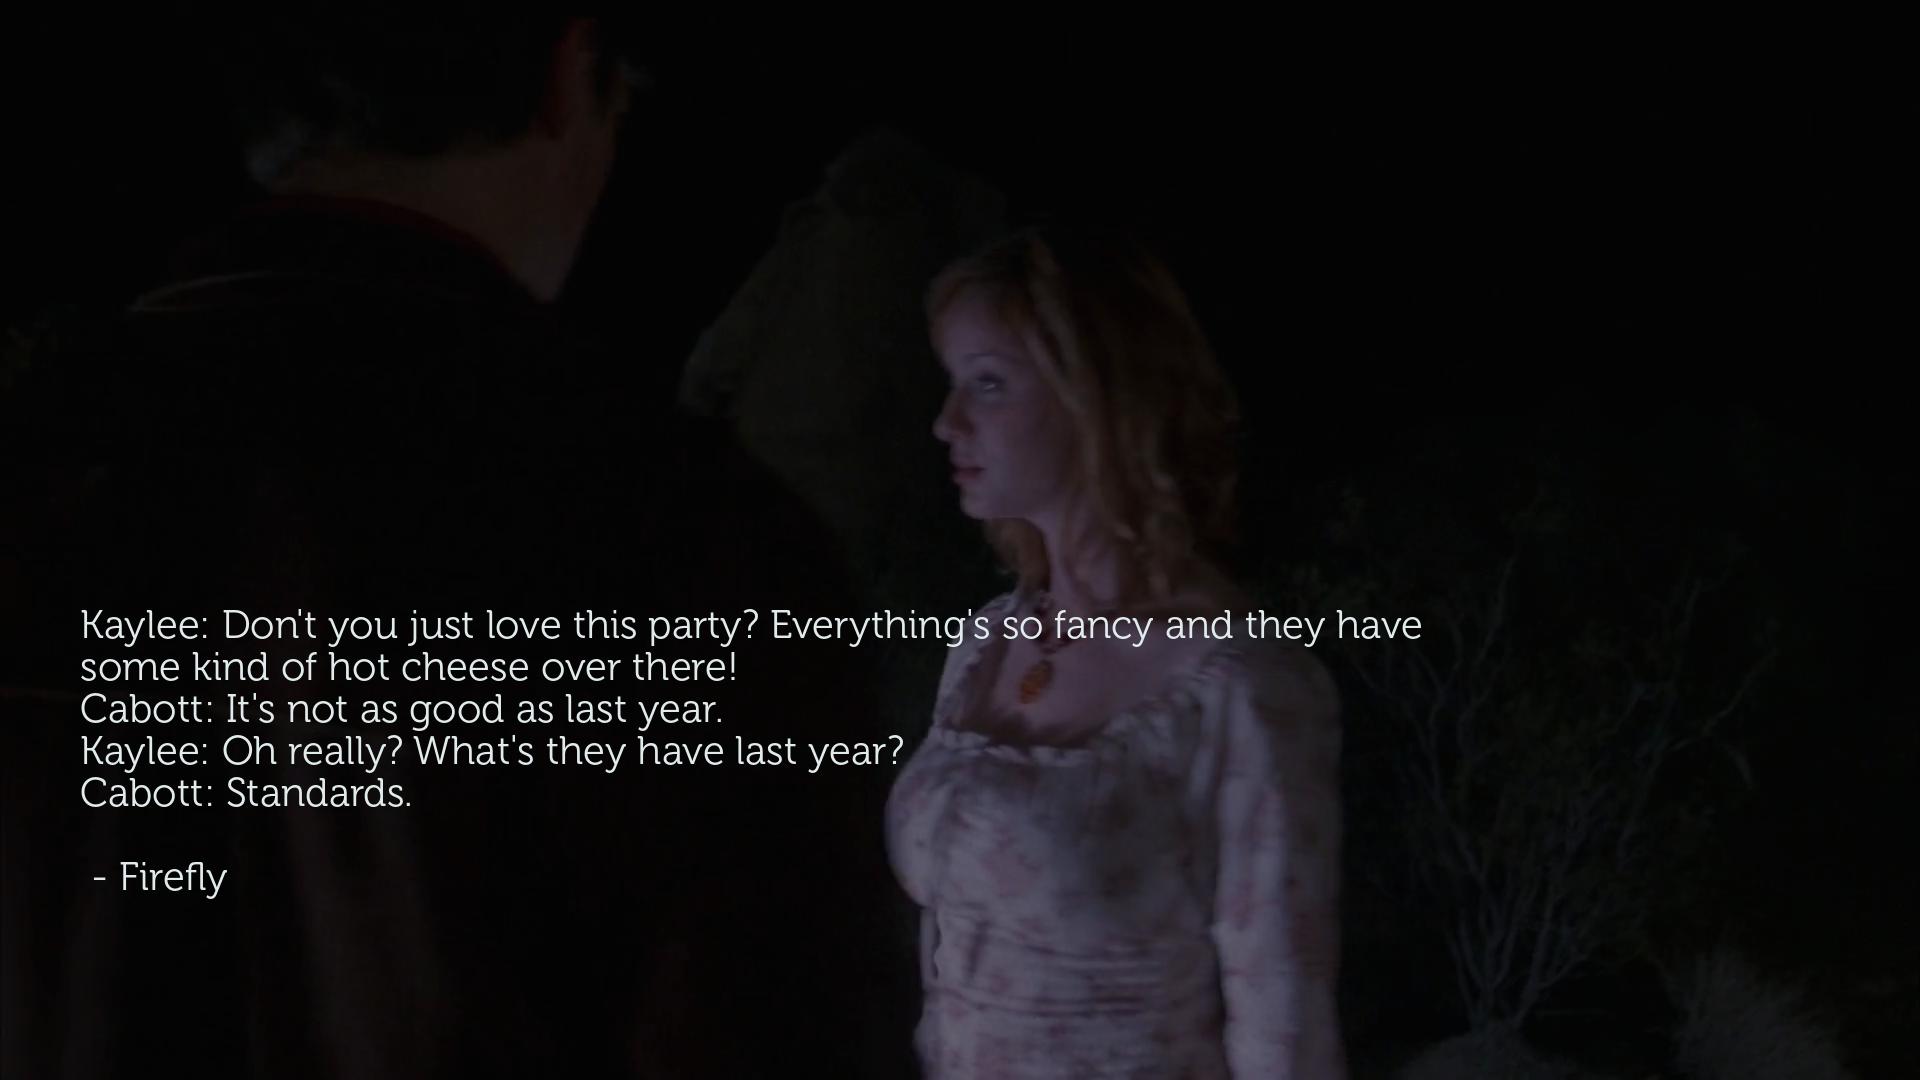 Kaylee: Don't you just love this party? Everything's so fancy and they have
some kind of hot cheese over there!
Cabott: It's not as good as last year.
Kaylee: Oh really? What's they have last year?
Cabott: Standards.
- Firefly